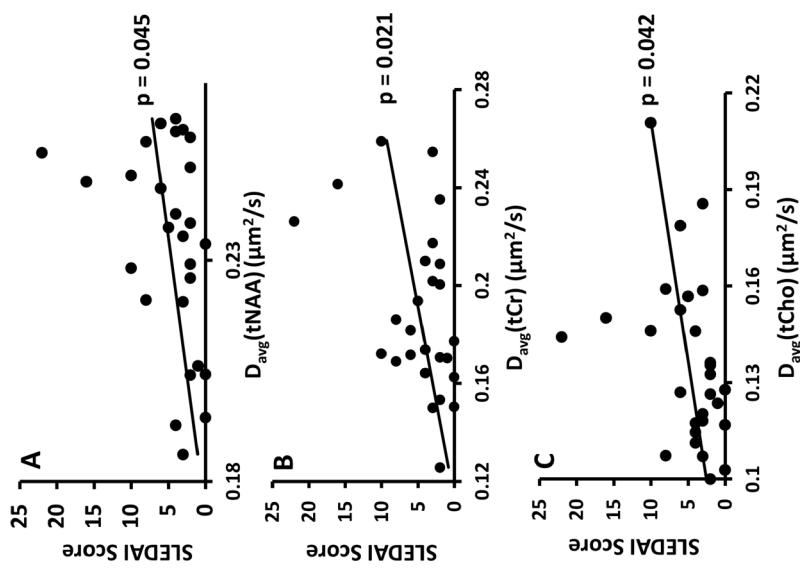 A
p = 0.045
25
20
15
10
5
0
SLEDAI Score
0.18
0.23
Davg(tNAA) (µm²/s)
B
p = 0.021
25
20
15
10
5
0
SLEDAI Score
0.12
0.16
0.2
0.24
0.28
Davg(tCr) (µm²/s)
C
p = 0.042
25
20
15
10
5
0
SLEDAI Score
0.1
0.13
0.16
0.19
0.22
Davg(tCho) (µm²/s)